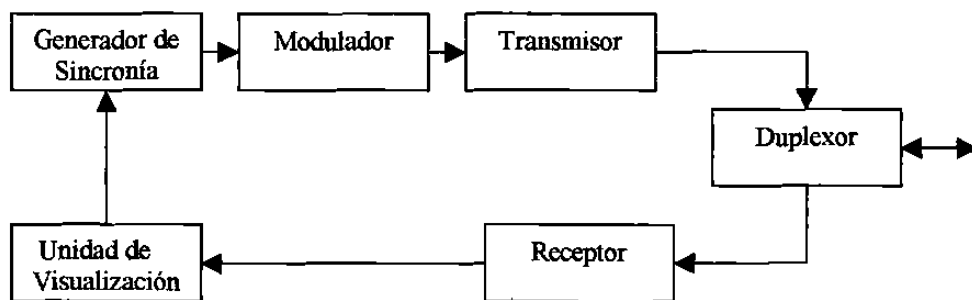 Generador de
Sincronía
Modulador
Transmisor
Duplexor
Unidad de
Visualización
Receptor